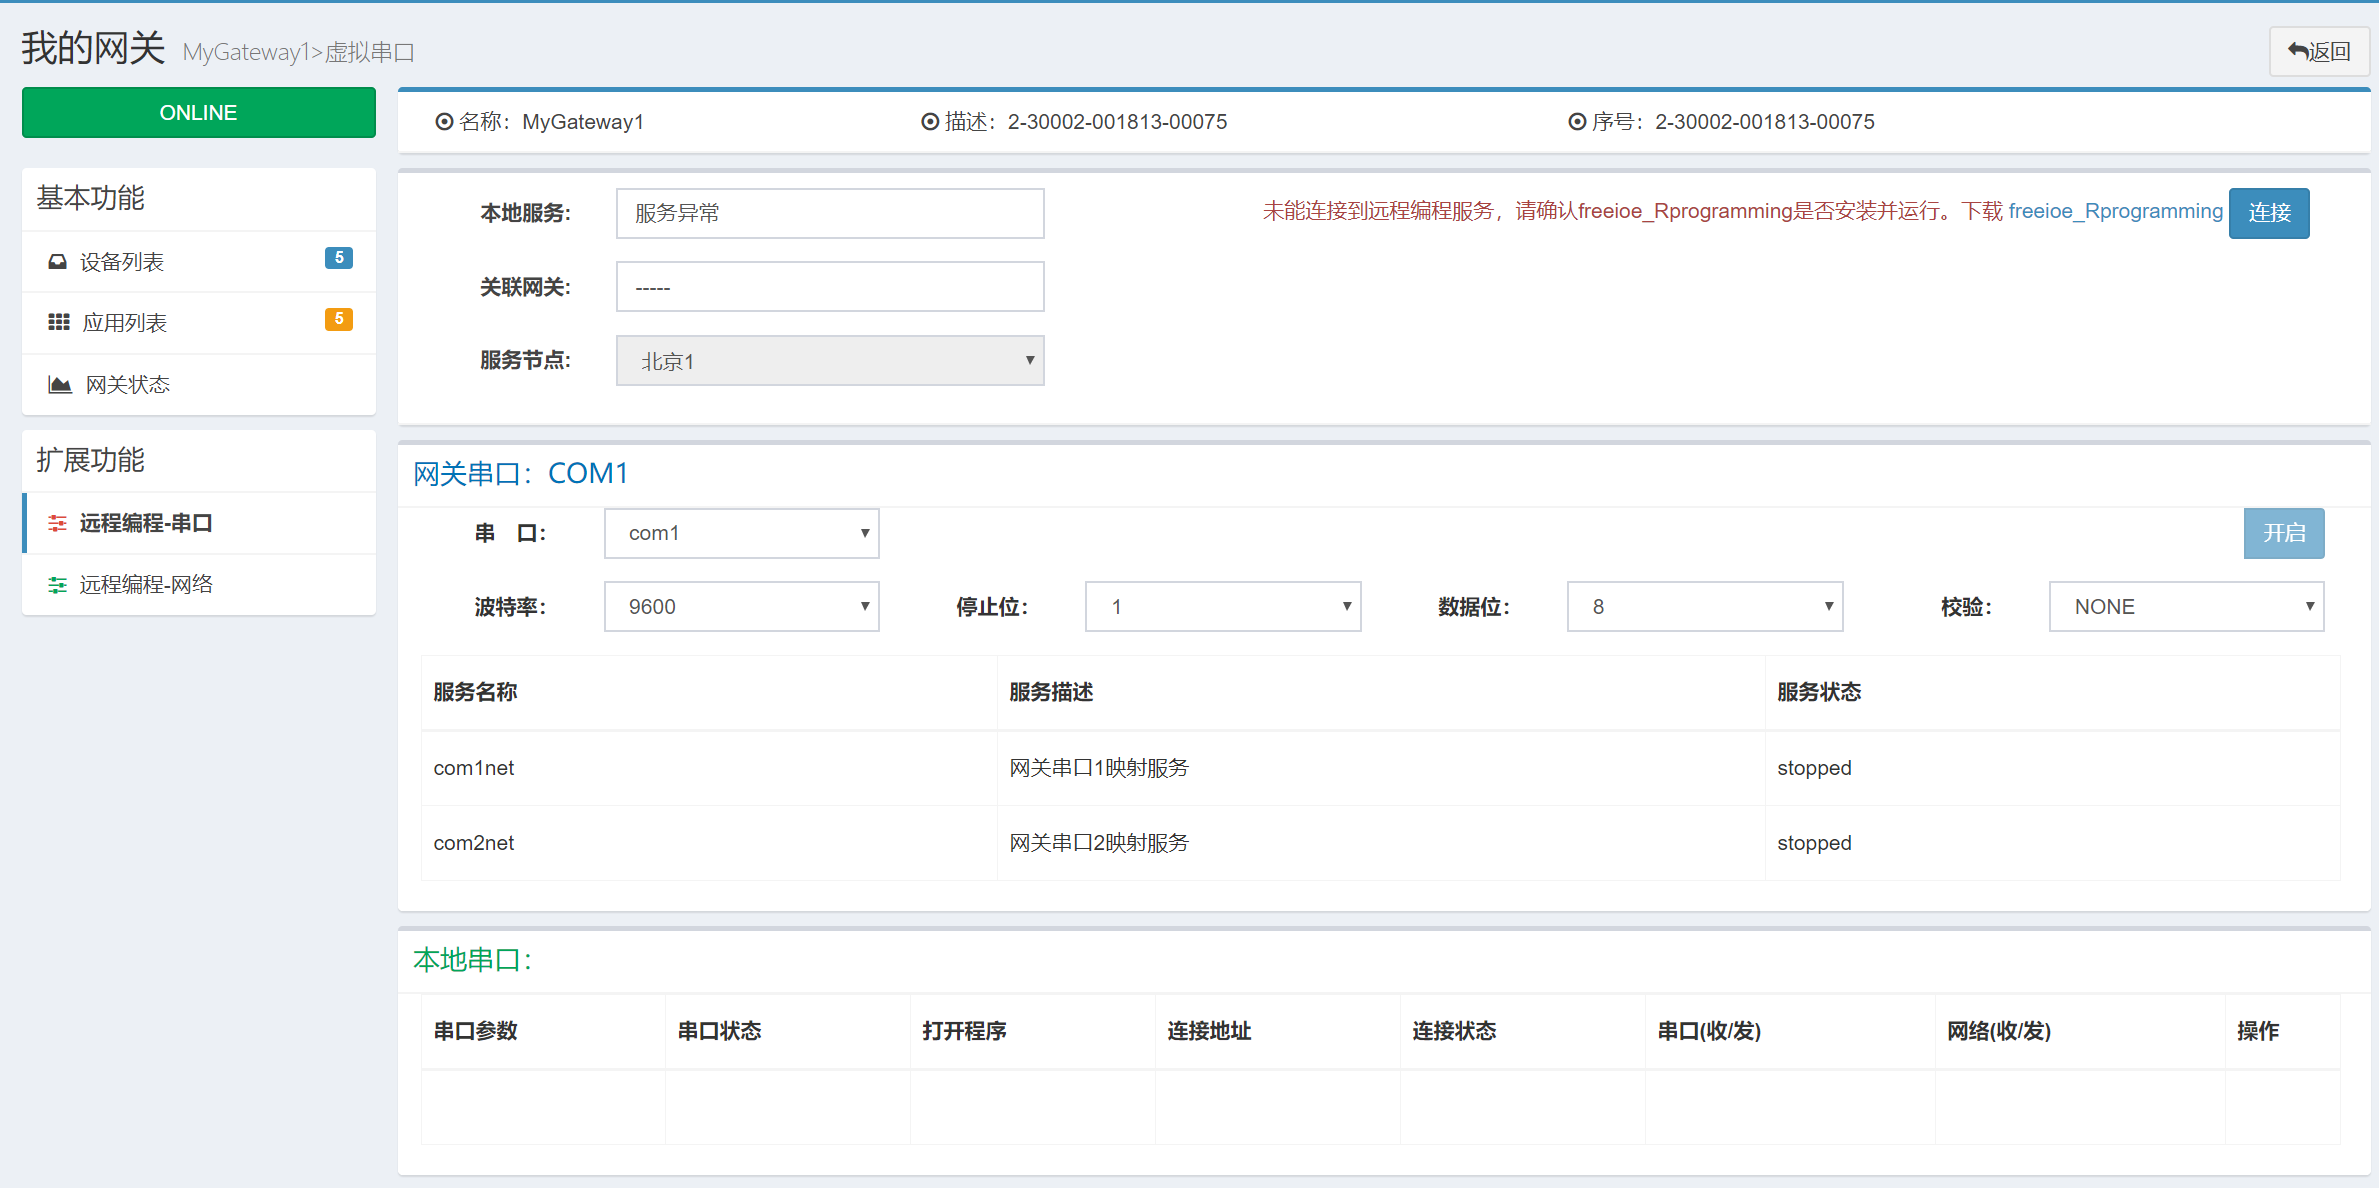 我的网关 MyGateway1>虚拟串口 返回
ONLINE
名称：MyGateway1 描述：2-30002-001813-00075 序号：2-30002-001813-00075
基本功能
设备列表 5
应用列表 5
网关状态
扩展功能
远程编程-串口
远程编程-网络
本地服务: 服务异常 未能连接到远程编程服务，请确认freeioe_Rprogramming是否安装并运行。下载 freeioe_Rprogramming 连接
关联网关: -----
服务节点: 北京1
网关串口：COM1
串 口： com1 开启
波特率： 9600 停止位： 1 数据位： 8 校验： NONE
服务名称 服务描述 服务状态
com1net 网关串口1映射服务 stopped
com2net 网关串口2映射服务 stopped
本地串口：
串口参数 串口状态 打开程序 连接地址 连接状态 串口(收/发) 网络(收/发) 操作